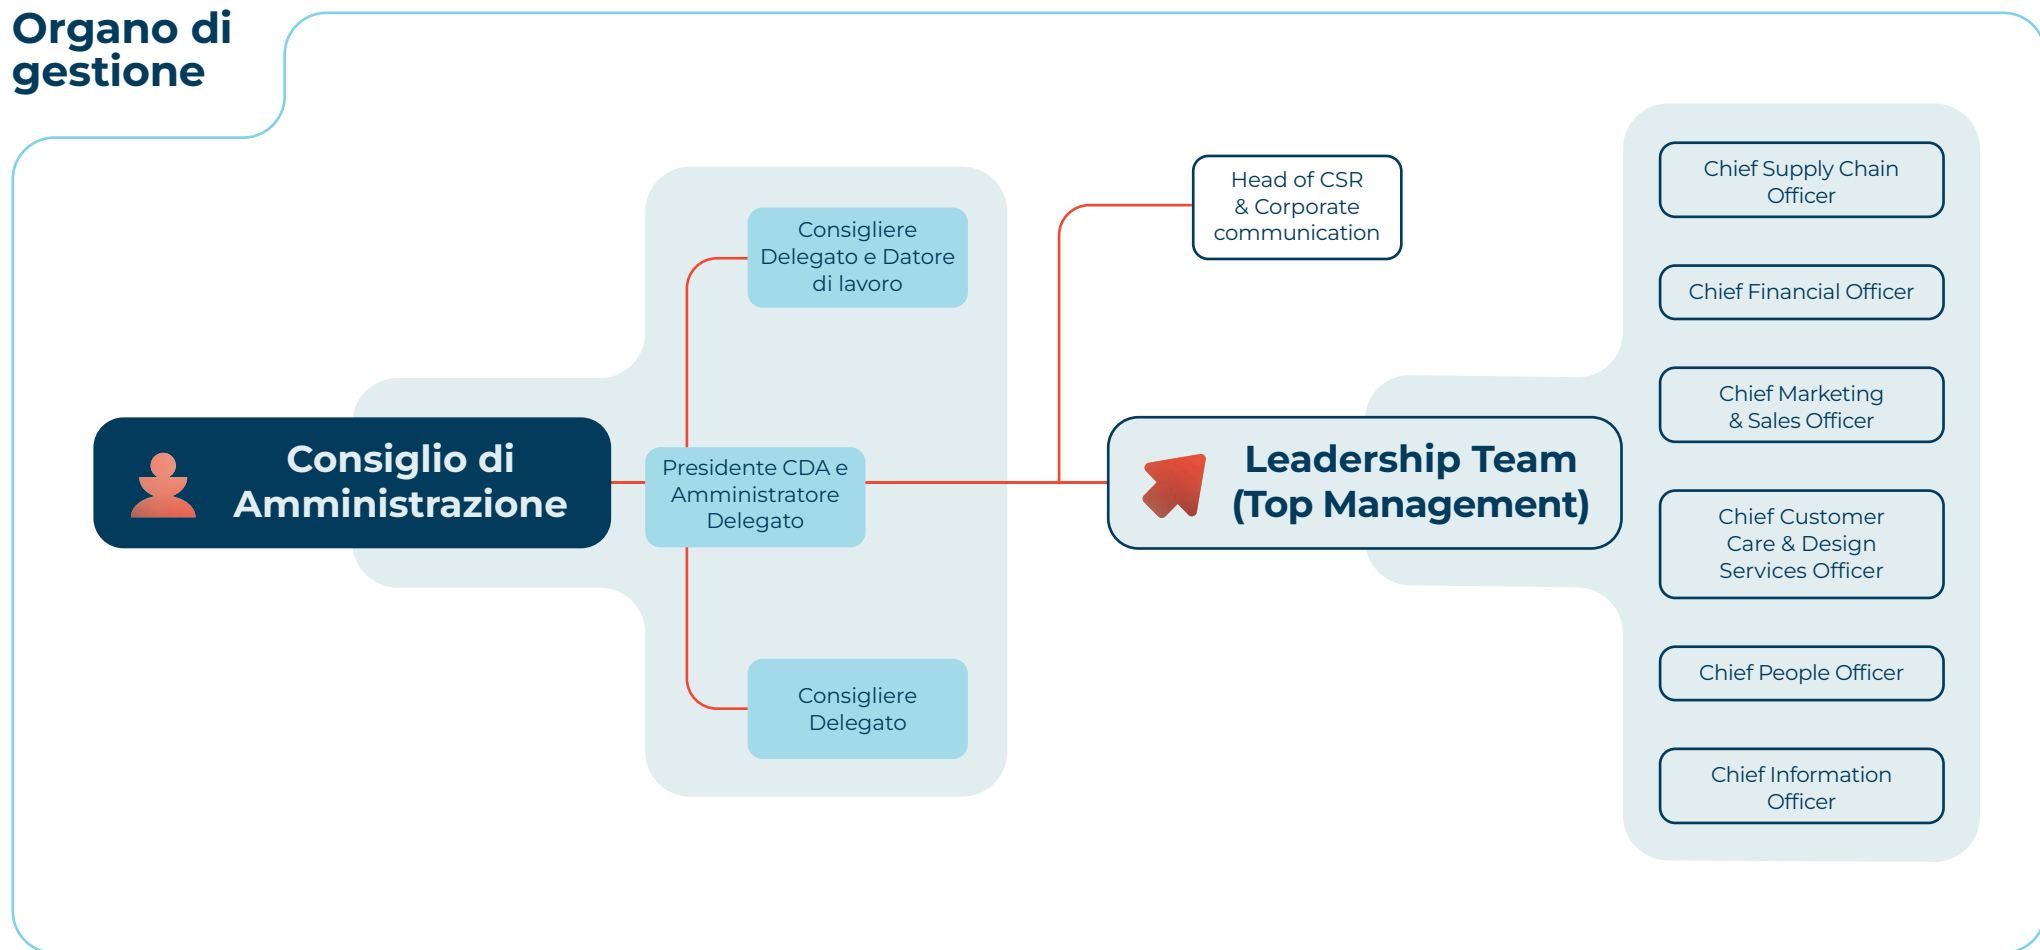 Organo di
gestione
Consiglio di
Amministrazione
Consigliere
Delegato e Datore
di lavoro
Presidente CDA e
Amministratore
Delegato
Consigliere
Delegato
Head of CSR
& Corporate
communication
Leadership Team
(Top Management)
Chief Supply Chain
Officer
Chief Financial Officer
Chief Marketing
& Sales Officer
Chief Customer
Care & Design
Services Officer
Chief People Officer
Chief Information
Officer